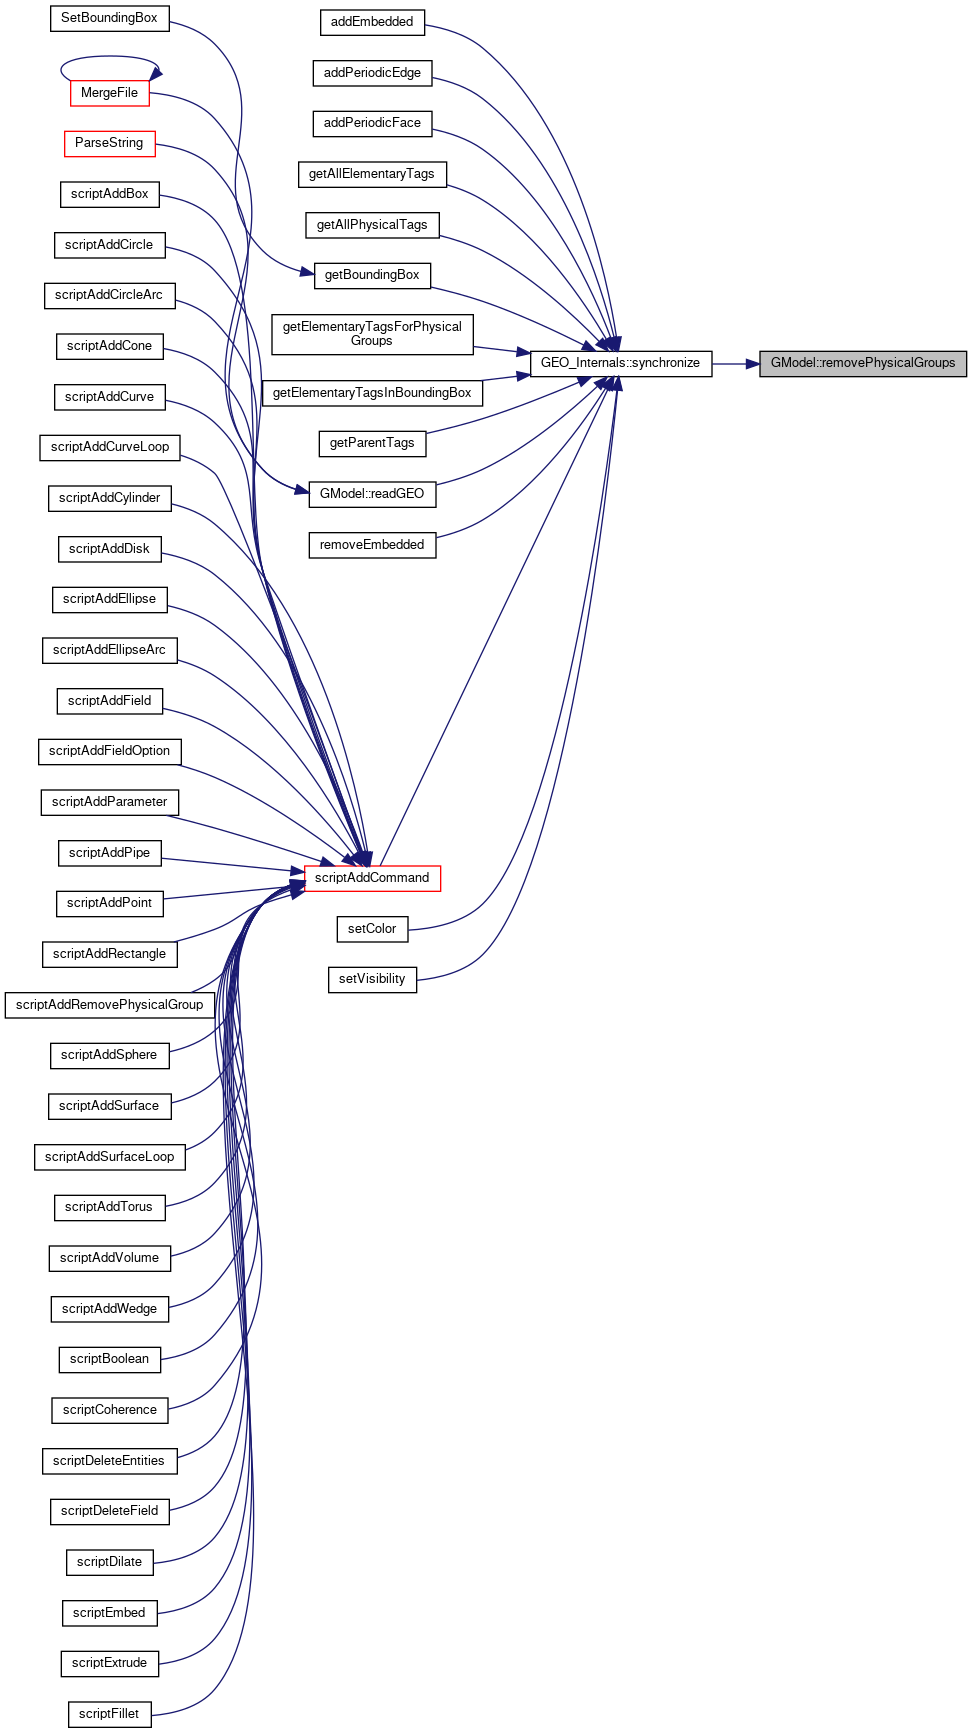 SetBoundingBox
MergeFile
ParseString
scriptAddBox
scriptAddCircle
scriptAddCircleArc
scriptAddCone
scriptAddCurve
scriptAddCurveLoop
scriptAddCylinder
scriptAddDisk
scriptAddEllipse
scriptAddEllipseArc
scriptAddField
scriptAddFieldOption
scriptAddParameter
scriptAddPipe
scriptAddPoint
scriptAddRectangle
scriptAddRemovePhysicalGroup
scriptAddSphere
scriptAddSurface
scriptAddSurfaceLoop
scriptAddTorus
scriptAddVolume
scriptAddWedge
scriptBoolean
scriptCoherence
scriptDeleteEntities
scriptDeleteField
scriptDilate
scriptEmbed
scriptExtrude
scriptFillet
addEmbedded
addPeriodicEdge
addPeriodicFace
getAllElementaryTags
getAllPhysicalTags
getBoundingBox
getElementaryTagsForPhysical
Groups
getElementaryTagsInBoundingBox
getParentTags
GModel::readGEO
removeEmbedded
scriptAddCommand
setColor
setVisibility
GEO_Internals::synchronize
GModel::removePhysicalGroups